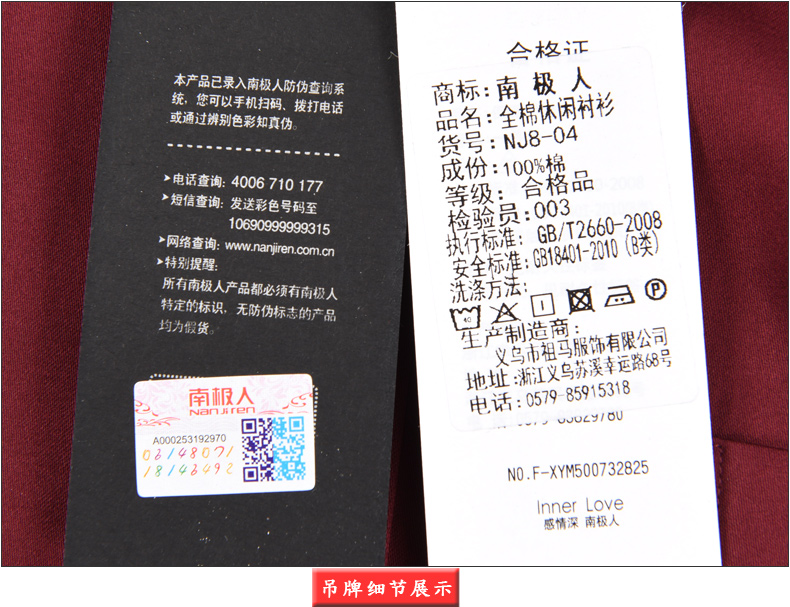 本产品已录入南极人防伪查询系
统，您可以手机扫码、拨打电话
或通过辨别色彩知真伪。
电话查询：4006 710 177
短信查询：发送彩色号码至
10690999999315
网络查询：www.nanjiren.com.cn
特别提醒：
所有南极人产品都必须有南极人
特定的标识，无防伪标志的产品
均为假货。
南极人
Nanjiren
A000253192970
06148071
18146492
合格证
商标：南极人
品名：全棉休闲衬衫
货号：NJ8-04
成份：100%棉
等级：合格品
检验员：003
执行标准：GB/T2660-2008
安全标准：GB18401-2010（B类）
洗涤方法：
40
P
生产制造商：
义乌市祖马服饰有限公司
地址：浙江义乌苏溪幸运路68号
电话：0579-85915318
NO.F-XYM500732825
Inner Love
感情深 南极人
吊牌细节展示